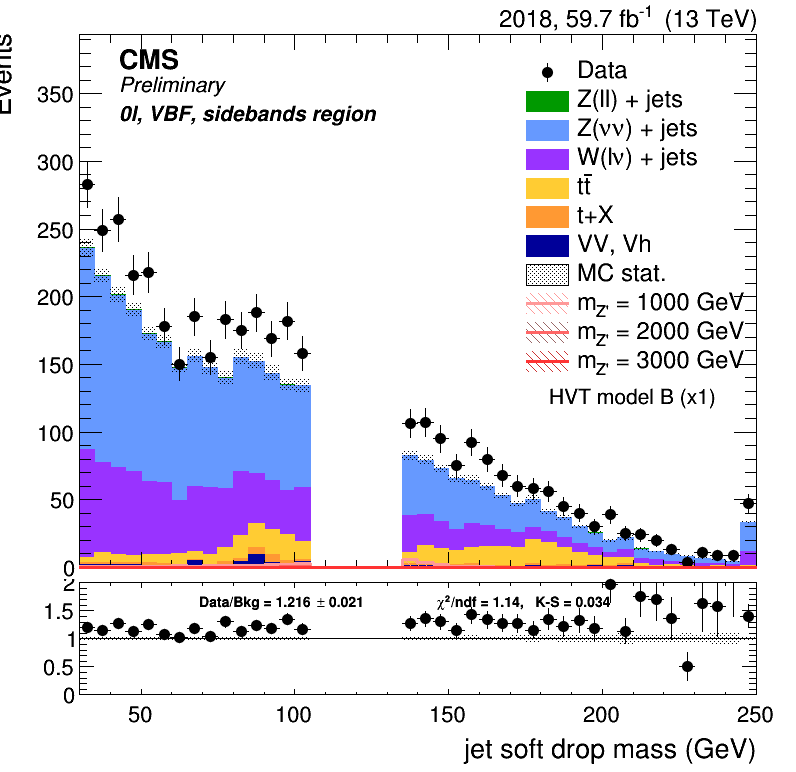 2018, 59.7 fb⁻¹ (13 TeV)
Events
CMS
Preliminary
0l, VBF, sidebands region
Data
Z(ll) + jets
Z(νν) + jets
W(lν) + jets
tt̄
t+X
VV, Vh
MC stat.
m_Z' = 1000 GeV
m_Z' = 2000 GeV
m_Z' = 3000 GeV
HVT model B (x1)
350
300
250
200
150
100
50
0
Data/Bkg = 1.216 ± 0.021
χ²/ndf = 1.14, K-S = 0.034
2
1.5
1
0.5
0
50 100 150 200 250
jet soft drop mass (GeV)